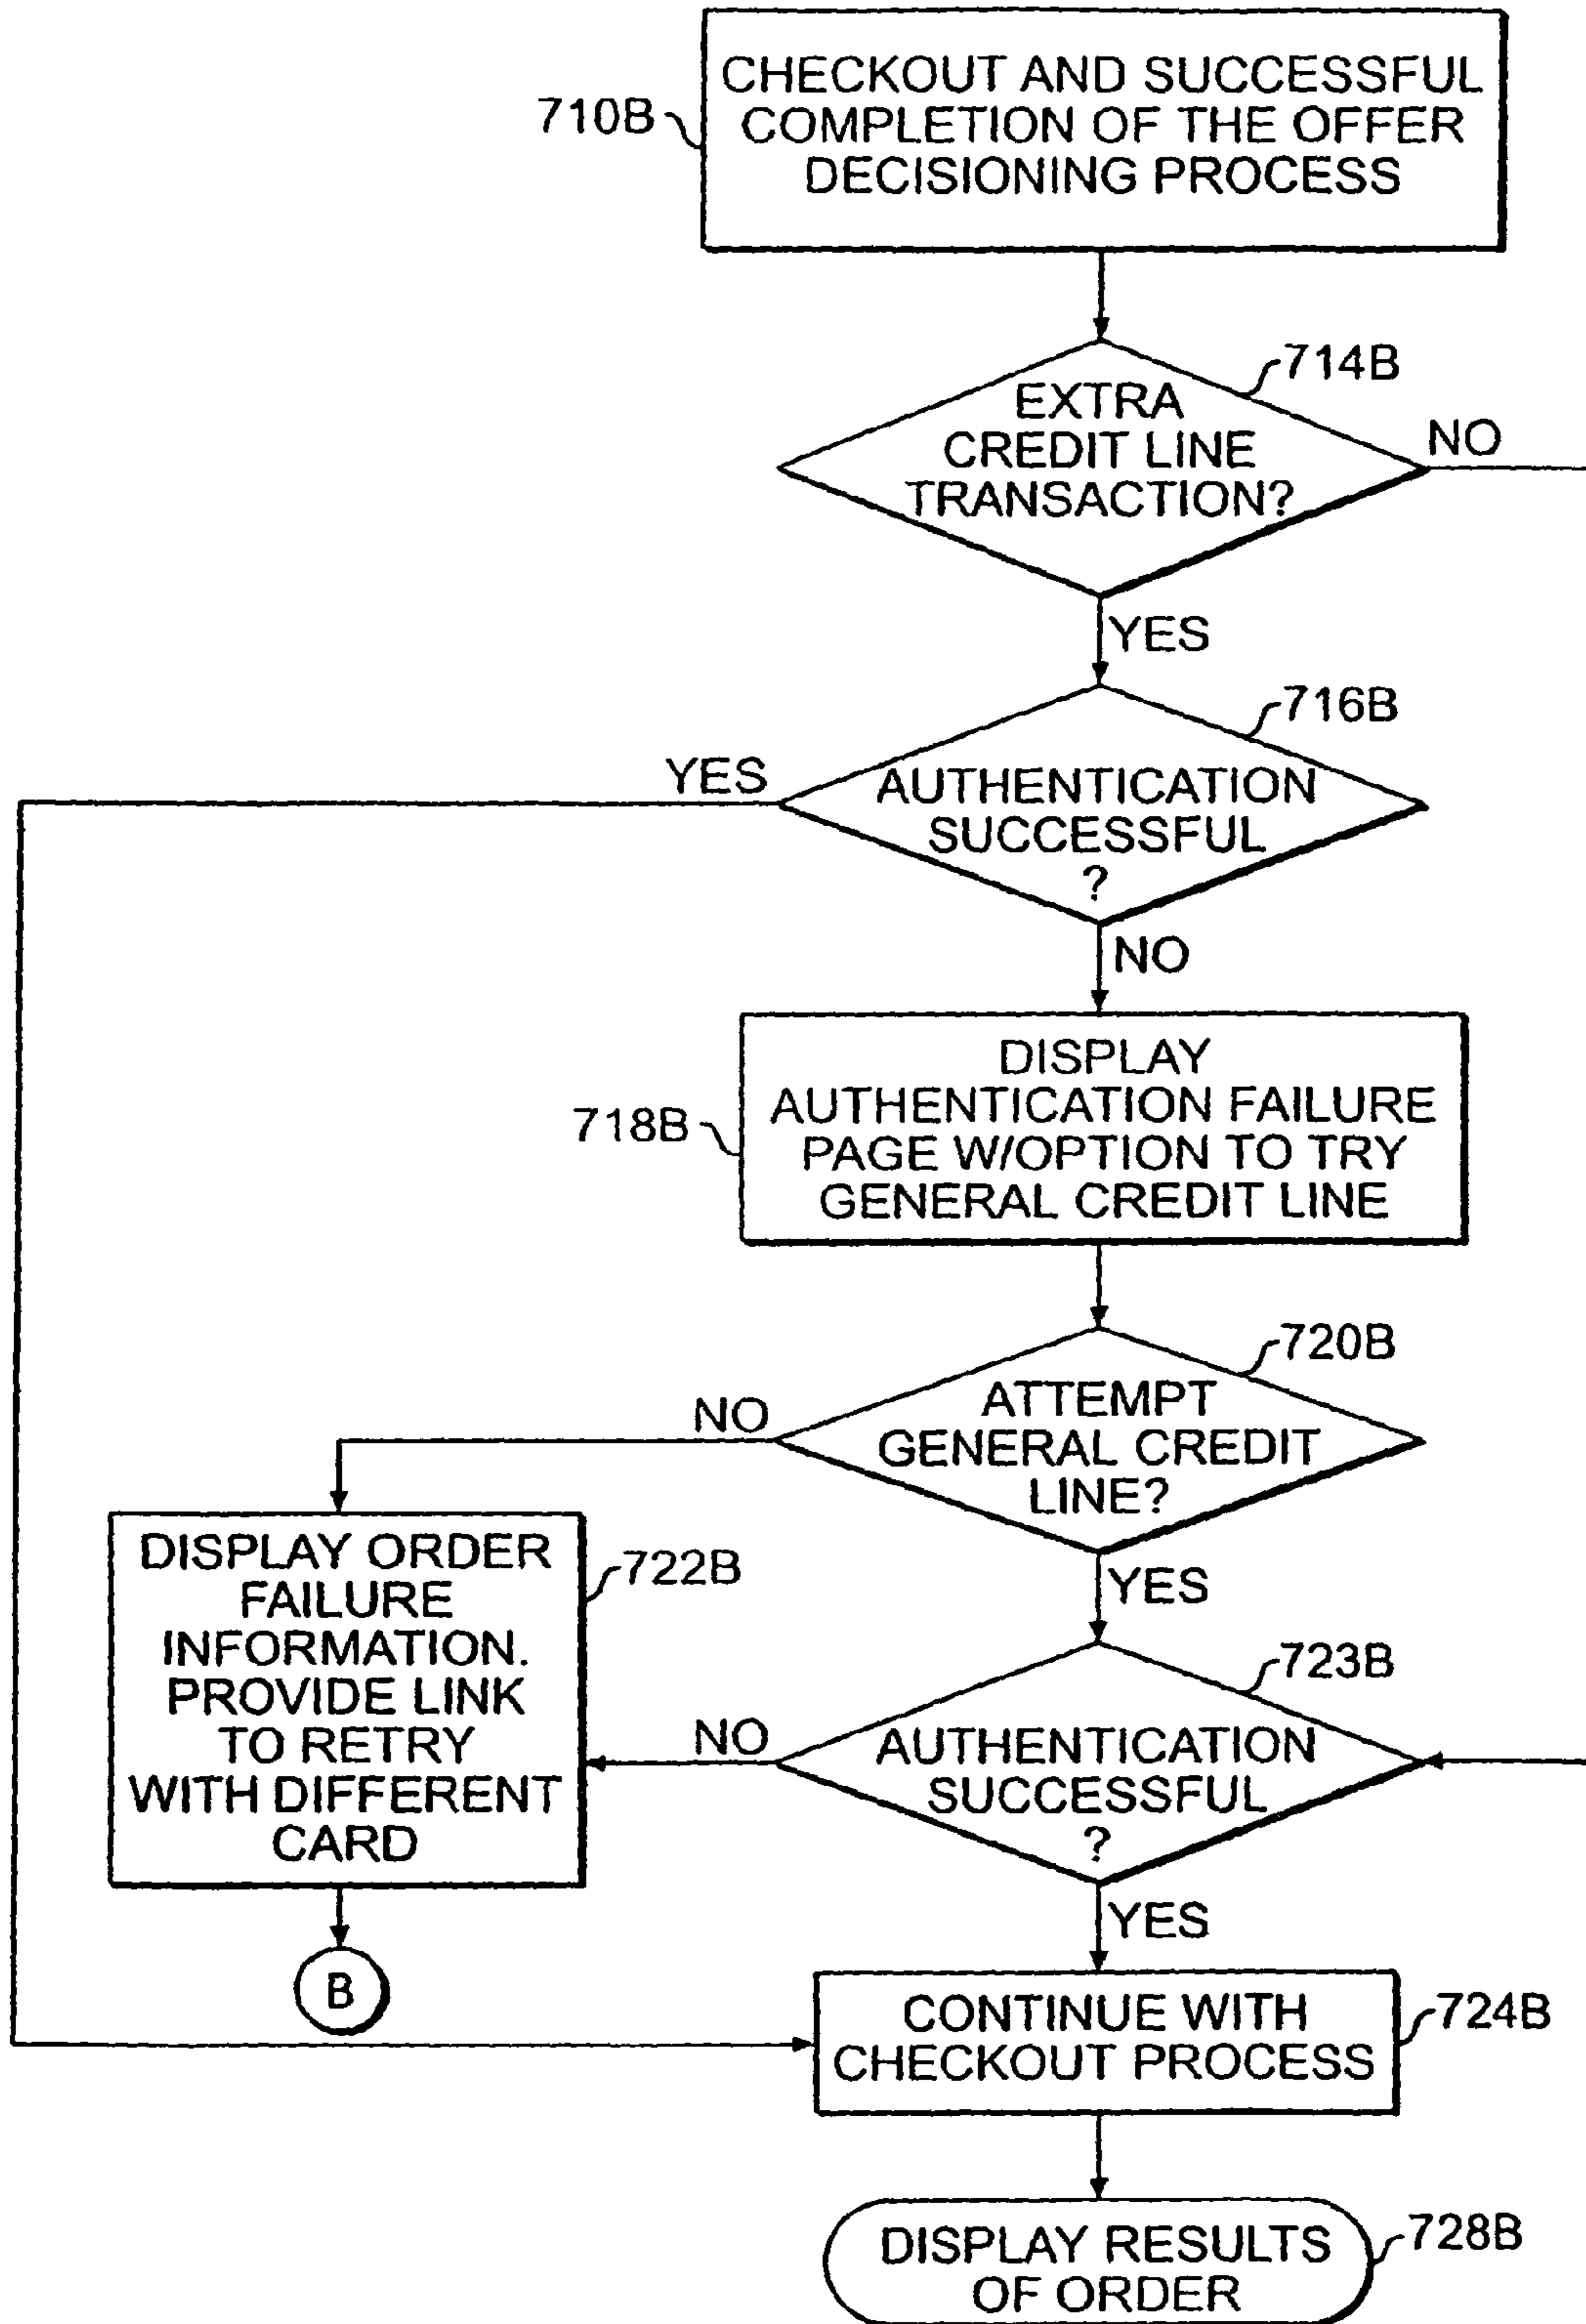 CHECKOUT AND SUCCESSFUL
COMPLETION OF THE OFFER
DECISIONING PROCESS
710B
714B
EXTRA
CREDIT LINE
TRANSACTION?
NO
YES
716B
YES
AUTHENTICATION
SUCCESSFUL
?
NO
DISPLAY
AUTHENTICATION FAILURE
PAGE W/OPTION TO TRY
GENERAL CREDIT LINE
718B
720B
NO
ATTEMPT
GENERAL CREDIT
LINE?
YES
DISPLAY ORDER
FAILURE
INFORMATION.
PROVIDE LINK
TO RETRY
WITH DIFFERENT
CARD
722B
723B
NO
AUTHENTICATION
SUCCESSFUL
?
YES
B
CONTINUE WITH
CHECKOUT PROCESS
724B
DISPLAY RESULTS
OF ORDER
728B